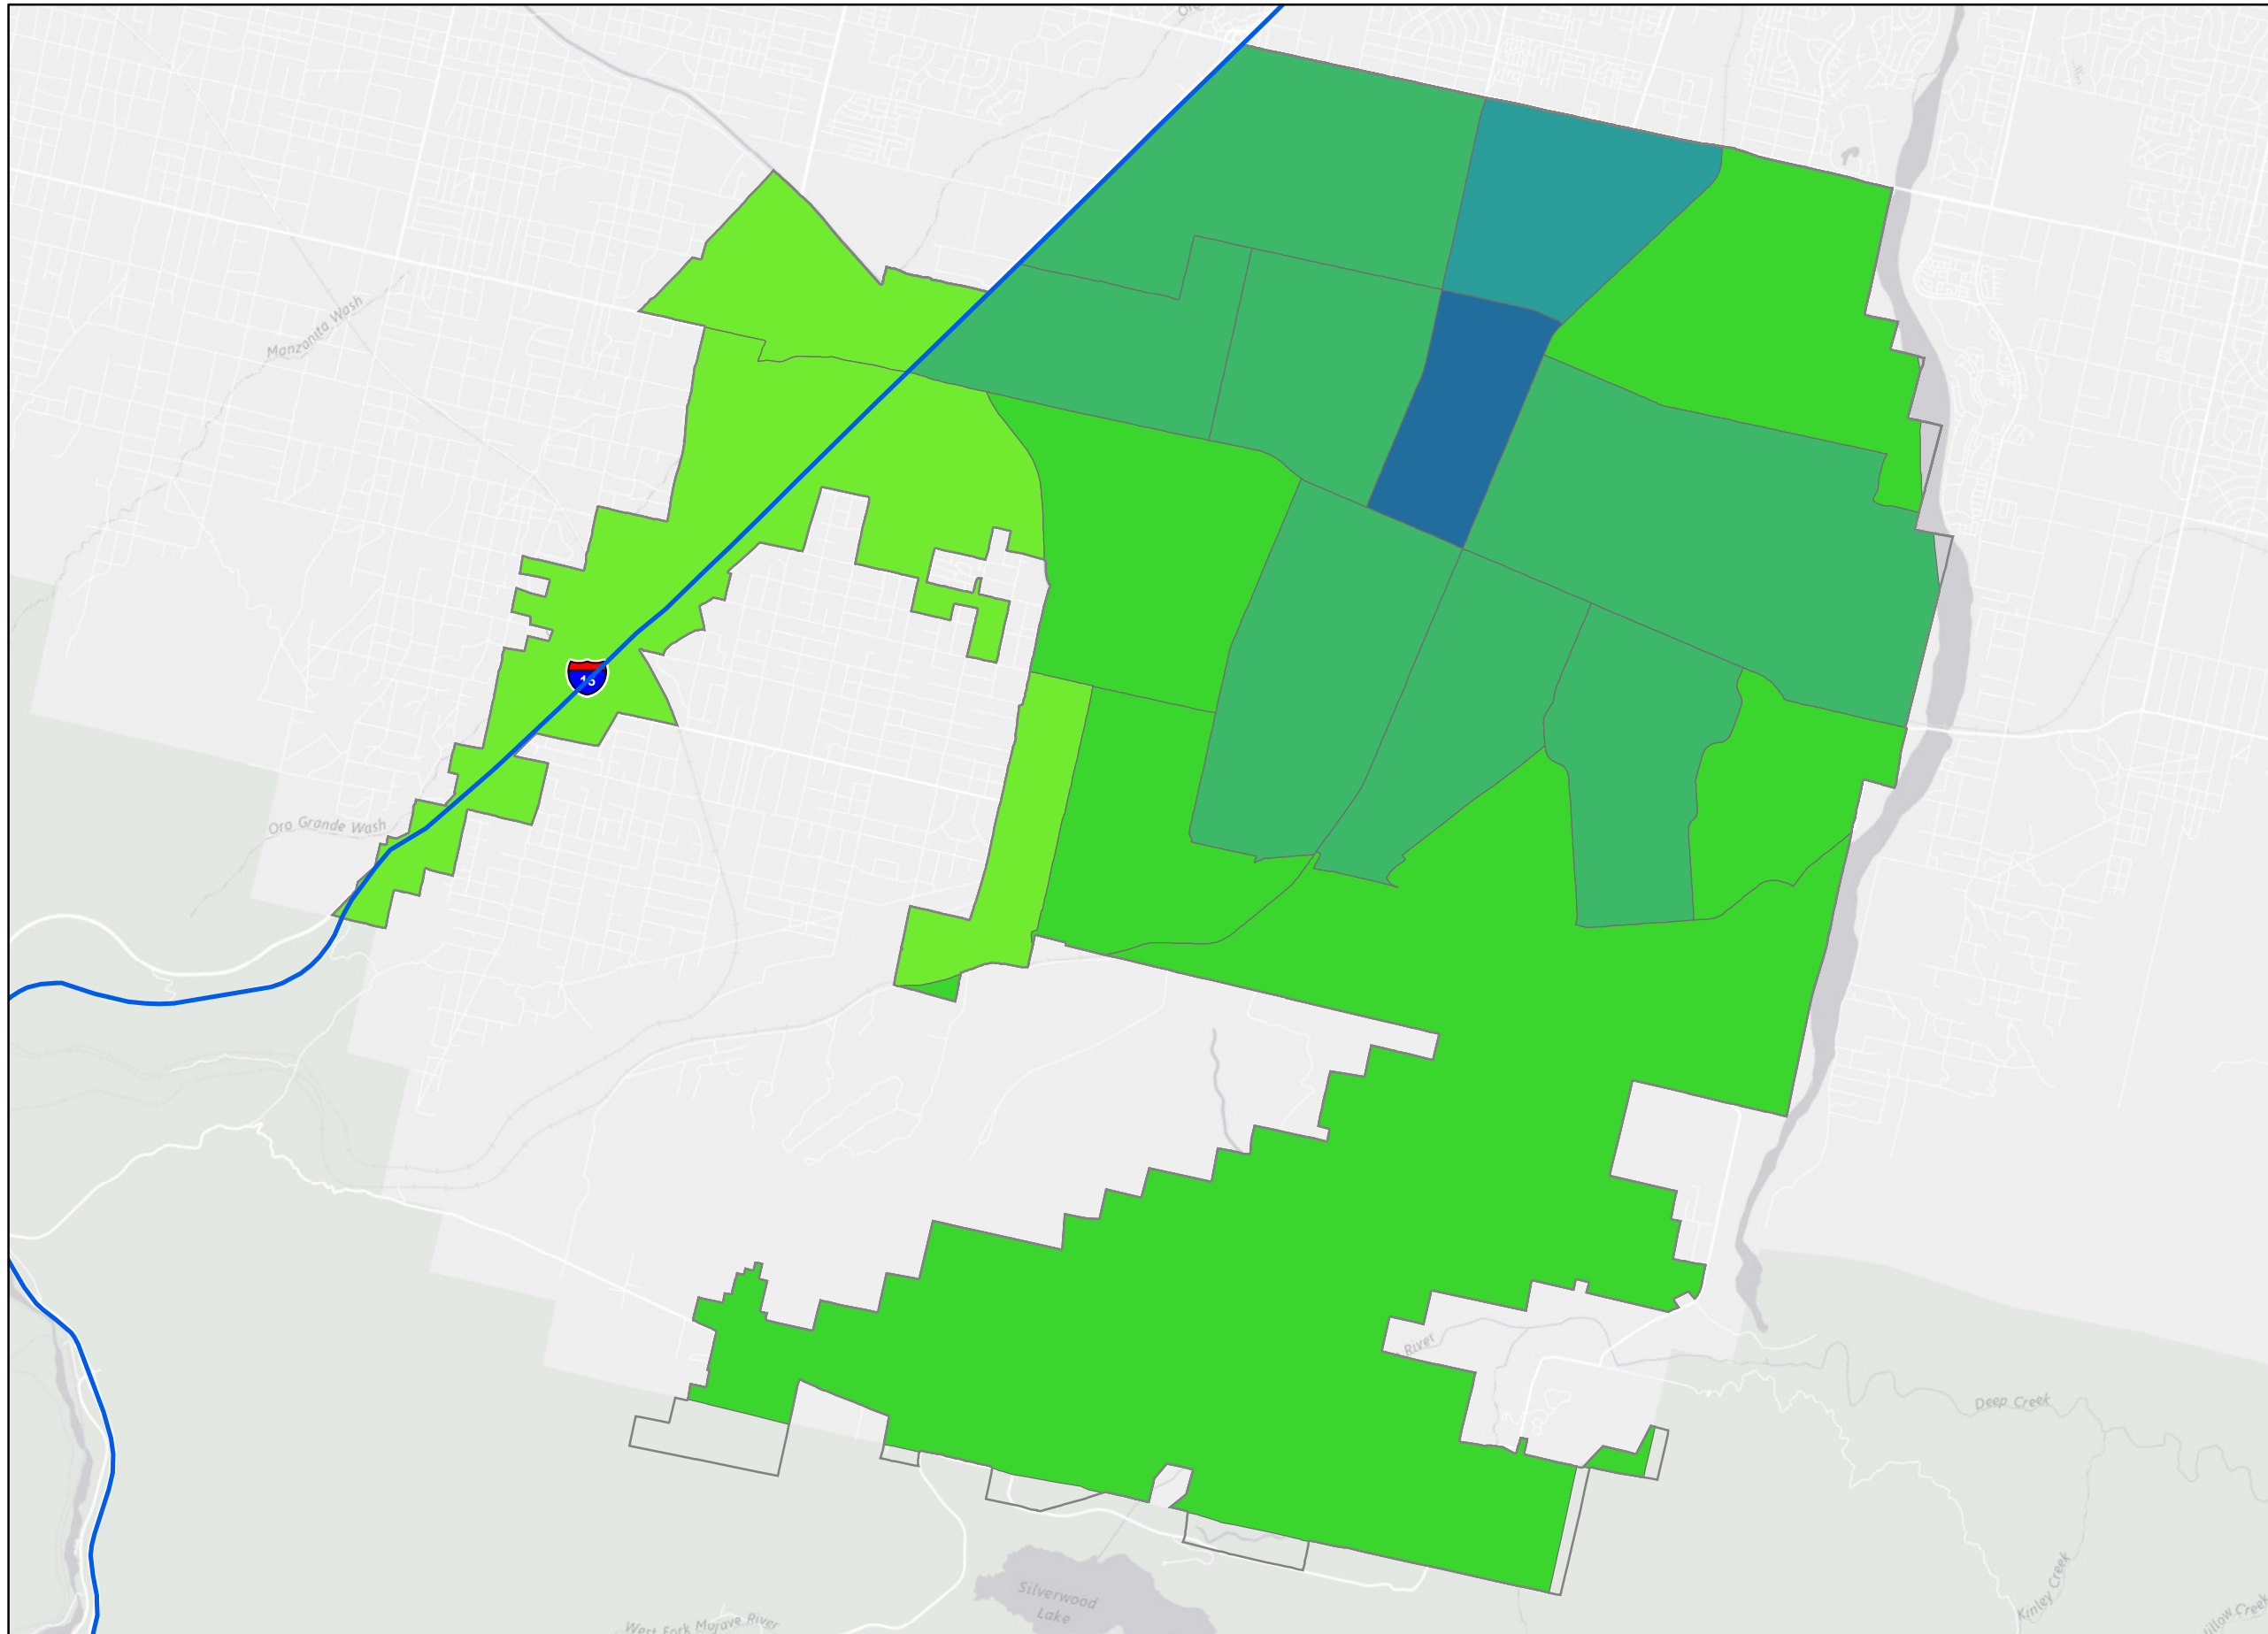 Manzanita Wash
Oro Grande Wash
River
Deep Creek
Silverwood
Lake
West Fork Mojave River
Kinley Creek